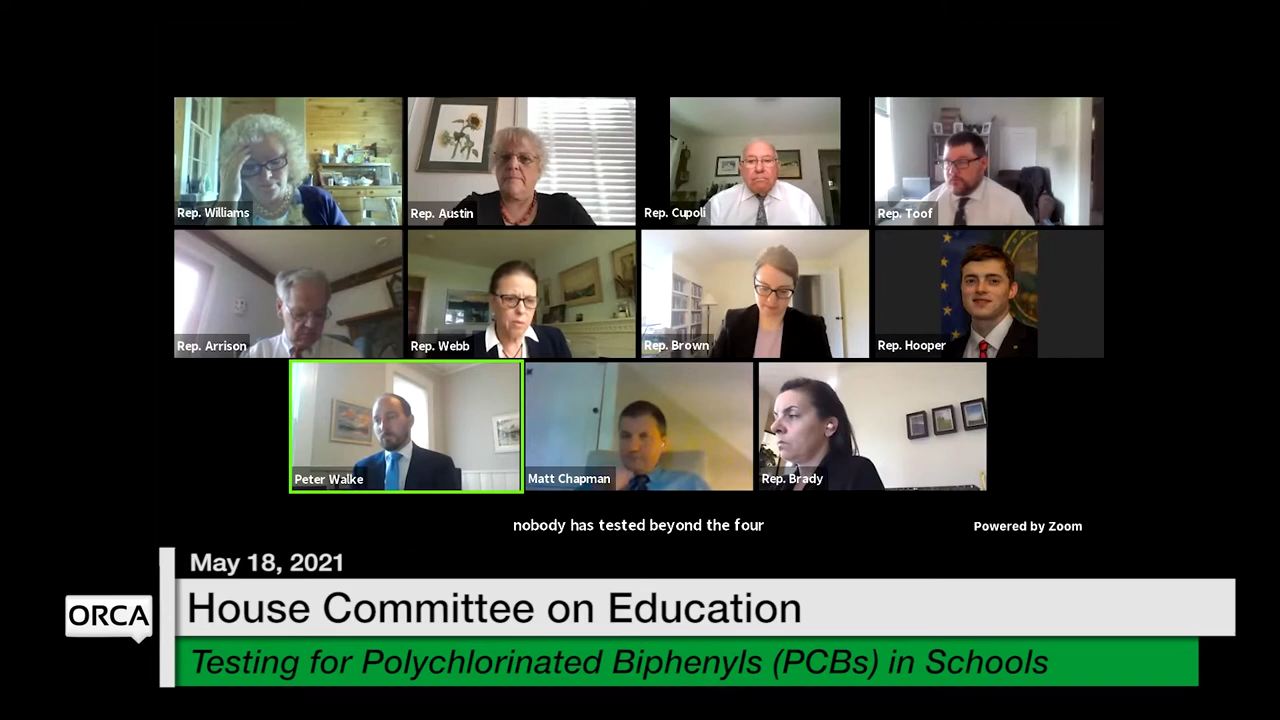 Rep. Williams
Rep. Austin
Rep. Cupoli
Rep. Toof
Rep. Arrison
Rep. Webb
Rep. Brown
Rep. Hooper
Peter Walke
Matt Chapman
Rep. Brady
nobody has tested beyond the four
Powered by Zoom
May 18, 2021
ORCA
House Committee on Education
Testing for Polychlorinated Biphenyls (PCBs) in Schools